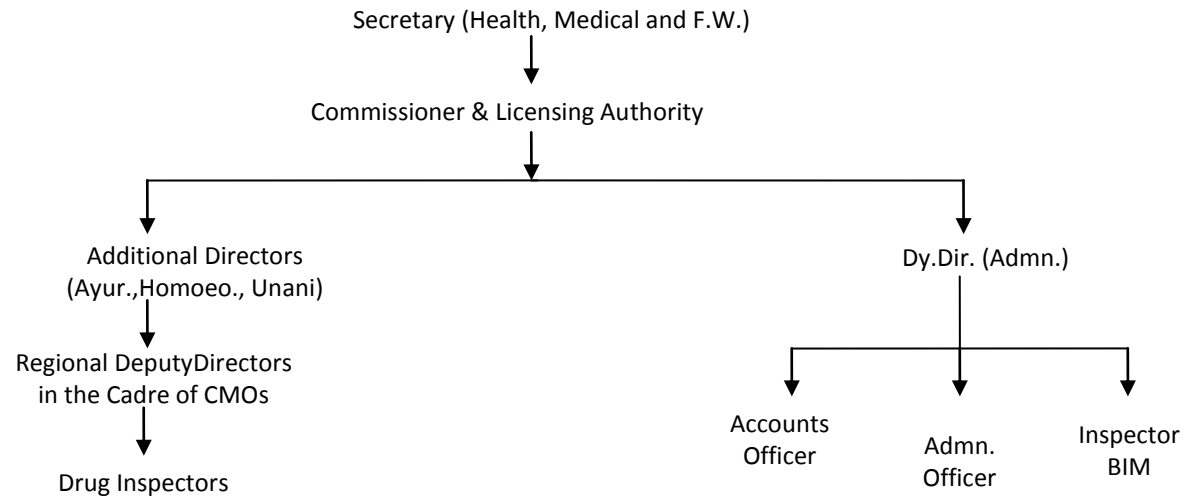 Secretary (Health, Medical and F.W.)
Commissioner & Licensing Authority
Additional Directors
(Ayur.,Homoeo., Unani)
Dy.Dir. (Admn.)
Regional DeputyDirectors
in the Cadre of CMOs
Drug Inspectors
Accounts
Officer
Admn.
Officer
Inspector
BIM